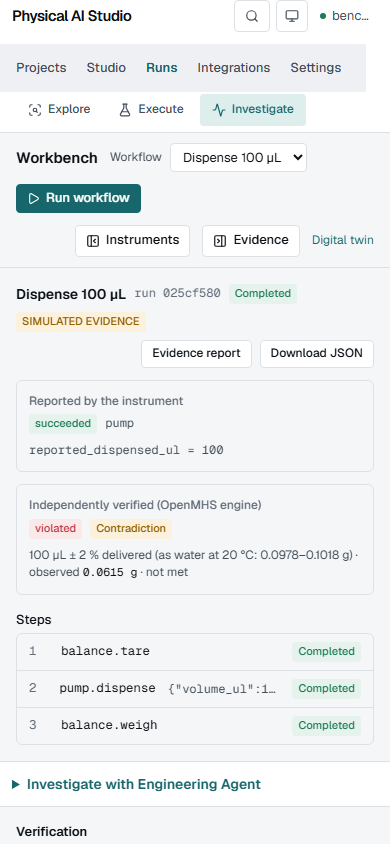 Physical AI Studio
benc…
Projects Studio Runs Integrations Settings
Explore Execute Investigate
Workbench Workflow Dispense 100 µL
Run workflow
Instruments Evidence Digital twin
Dispense 100 µL run 025cf580 Completed
SIMULATED EVIDENCE
Evidence report Download JSON
Reported by the instrument
succeeded pump
reported_dispensed_ul = 100
Independently verified (OpenMHS engine)
violated Contradiction
100 µL ± 2 % delivered (as water at 20 °C: 0.0978–0.1018 g) ·
observed 0.0615 g · not met
Steps
1 balance.tare Completed
2 pump.dispense {"volume_ul":1… Completed
3 balance.weigh Completed
Investigate with Engineering Agent
Verification